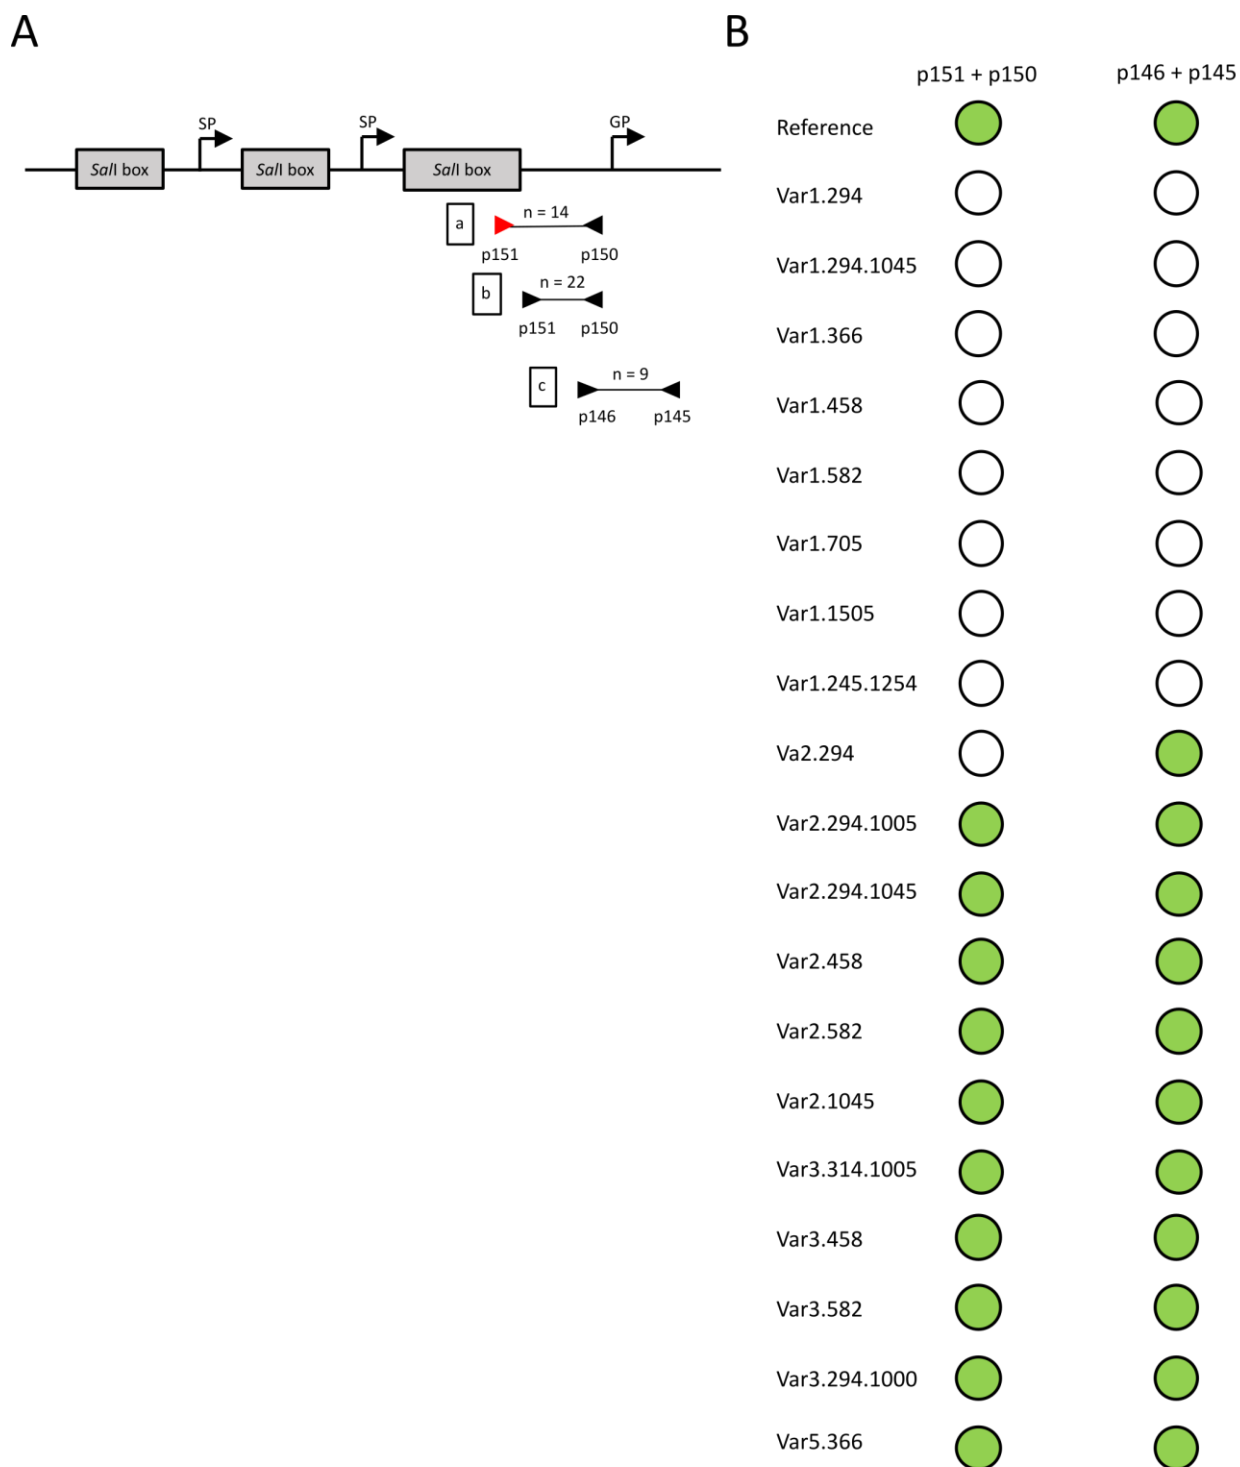 A
SP SP GP
SalI box SalI box SalI box
a n = 14
p151 p150
b n = 22
p151 p150
c n = 9
p146 p145
B
p151 + p150 p146 + p145
Reference
Var1.294
Var1.294.1045
Var1.366
Var1.458
Var1.582
Var1.705
Var1.1505
Var1.245.1254
Va2.294
Var2.294.1005
Var2.294.1045
Var2.458
Var2.582
Var2.1045
Var3.314.1005
Var3.458
Var3.582
Var3.294.1000
Var5.366